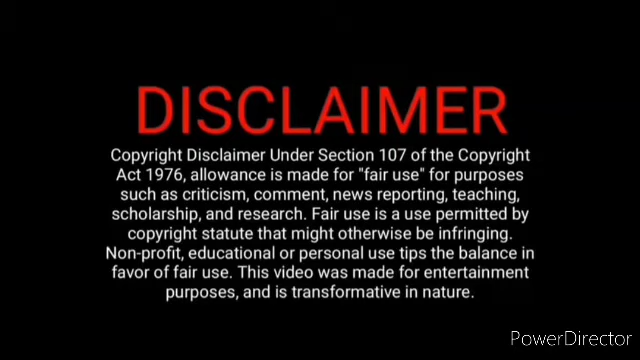 DISCLAIMER
Copyright Disclaimer Under Section 107 of the Copyright
Act 1976, allowance is made for "fair use" for purposes
such as criticism, comment, news reporting, teaching,
scholarship, and research. Fair use is a use permitted by
copyright statute that might otherwise be infringing.
Non-profit, educational or personal use tips the balance in
favor of fair use. This video was made for entertainment
purposes, and is transformative in nature.
PowerDirector